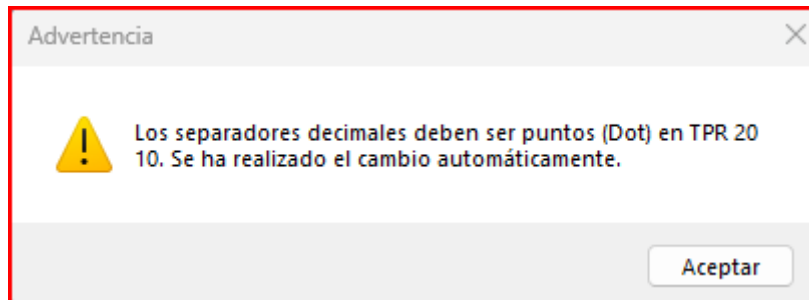 Advertencia
Los separadores decimales deben ser puntos (Dot) en TPR 20
10. Se ha realizado el cambio automáticamente.
Aceptar